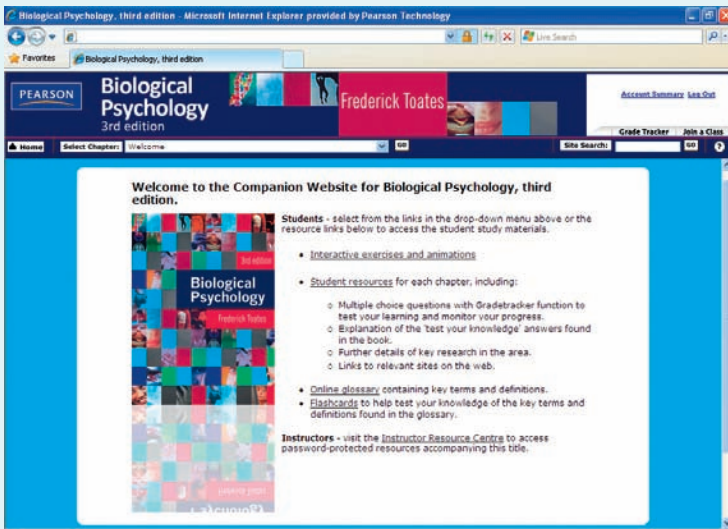 Biological Psychology, third edition - Microsoft Internet Explorer provided by Pearson Technology
Live Search
Favorites
Biological Psychology, third edition
PEARSON
Biological
Psychology
3rd edition
Frederick Toates
Account Summary Log Out
Grade Tracker Join a Class
Home
Select Chapter: Welcome
GO
Site Search:
GO
?
Welcome to the Companion Website for Biological Psychology, third
edition.
3rd edition
Biological
Psychology
Frederick Toates
Students - select from the links in the drop-down menu above or the
resource links below to access the student study materials.
• Interactive exercises and animations
• Student resources for each chapter, including:
o Multiple choice questions with Gradetracker function to
test your learning and monitor your progress.
o Explanation of the 'test your knowledge' answers found
in the book.
o Further details of key research in the area.
o Links to relevant sites on the web.
• Online glossary containing key terms and definitions.
• Flashcards to help test your knowledge of the key terms and
definitions found in the glossary.
Instructors - visit the Instructor Resource Centre to access
password-protected resources accompanying this title.